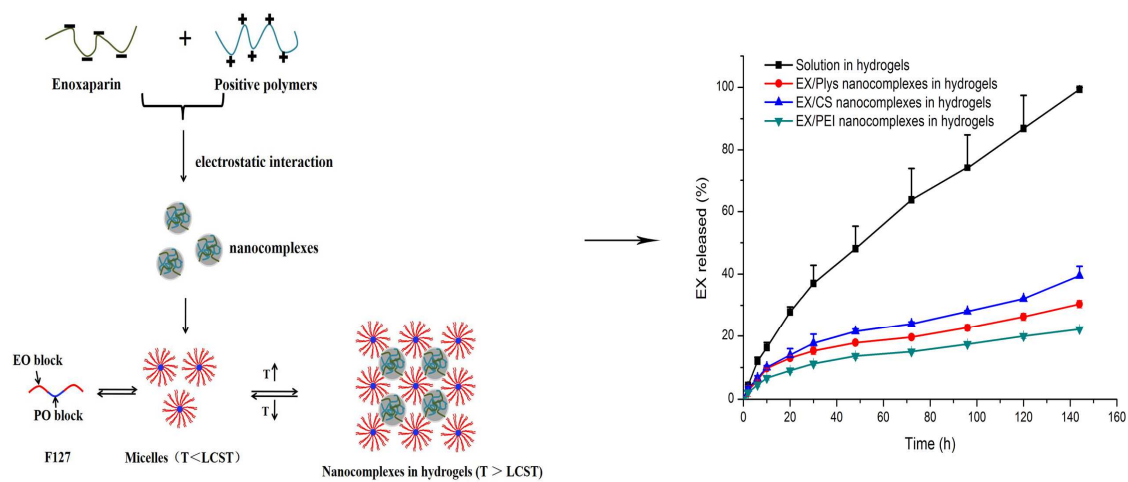 +
Enoxaparin
Positive polymers
electrostatic interaction
nanocomplexes
EO block
PO block
T
T
F127
Micelles (T<LCST)
Nanocomplexes in hydrogels (T > LCST)
Solution in hydrogels
EX/Plys nanocomplexes in hydrogels
EX/CS nanocomplexes in hydrogels
EX/PEI nanocomplexes in hydrogels
EX released (%)
100
80
60
40
20
0
0 20 40 60 80 100 120 140 160
Time (h)